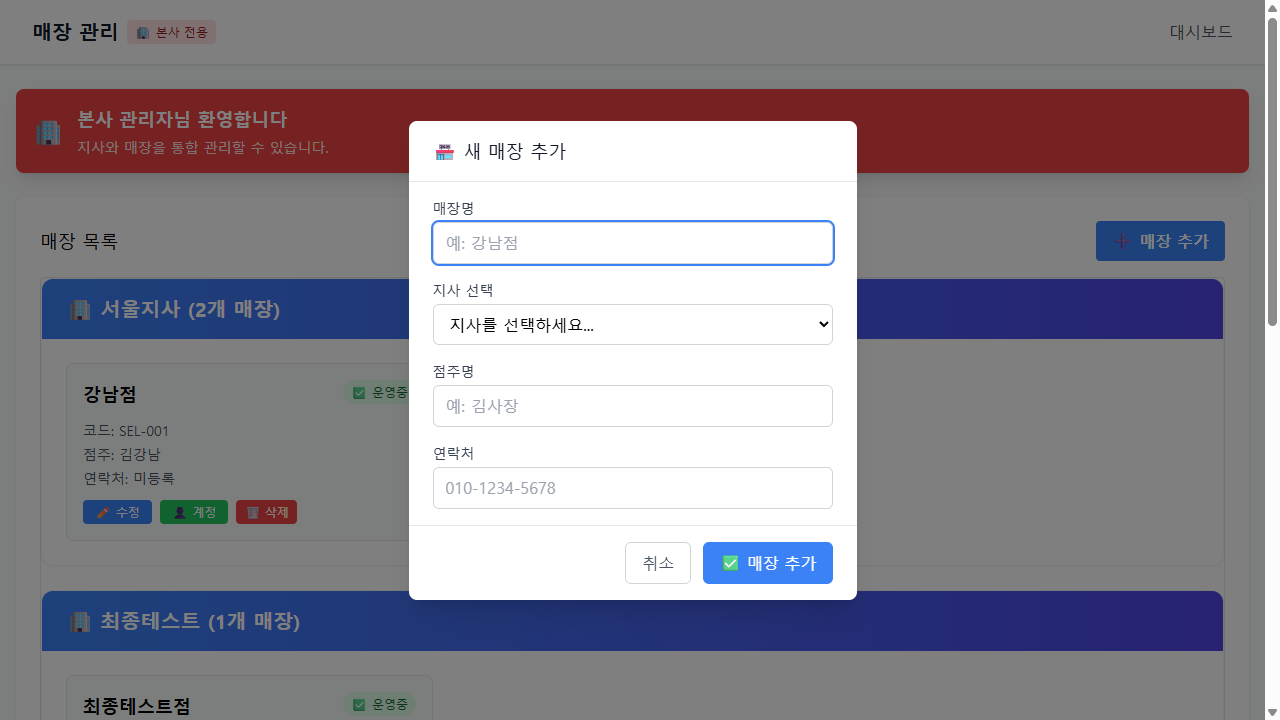 매장 관리 본사 전용
대시보드
본사 관리자님 환영합니다
지사와 매장을 통합 관리할 수 있습니다.
매장 목록
매장 추가
서울지사 (2개 매장)
강남점
운영중
코드: SEL-001
점주: 김강남
연락처: 미등록
수정 계정 삭제
최종테스트 (1개 매장)
최종테스트점
운영중
새 매장 추가
매장명
예: 강남점
지사 선택
지사를 선택하세요...
점주명
예: 김사장
연락처
010-1234-5678
취소 매장 추가